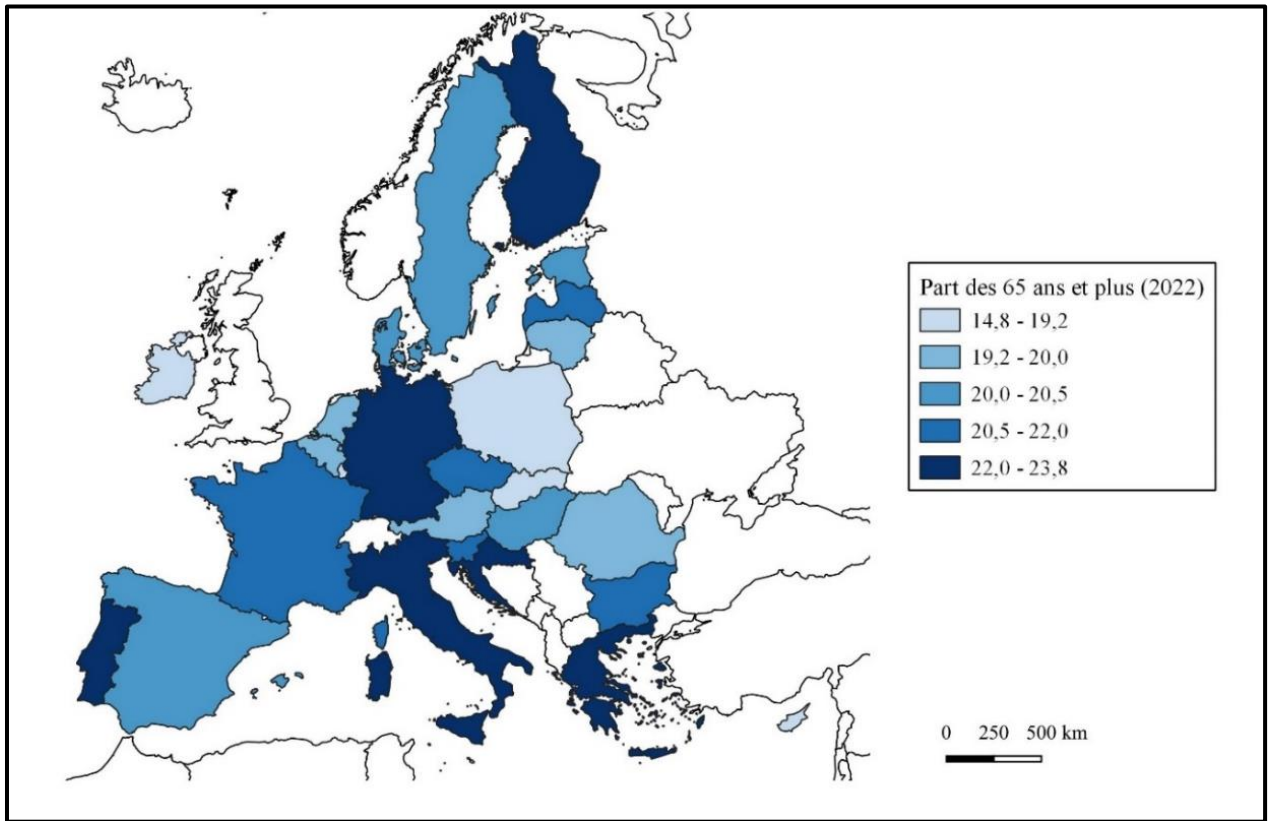 Part des 65 ans et plus (2022)
14,8 - 19,2
19,2 - 20,0
20,0 - 20,5
20,5 - 22,0
22,0 - 23,8
0 250 500 km